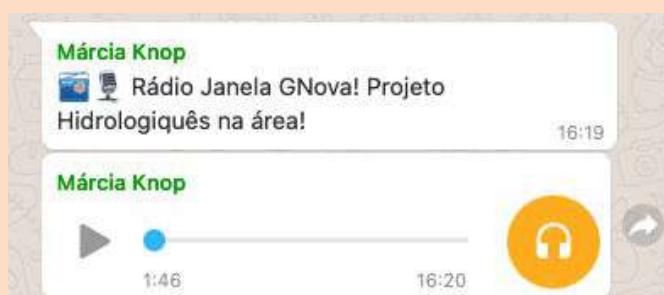 Márcia Knop
📻🎙️ Rádio Janela GNova! Projeto
Hidrologiquês na área!
16:19
Márcia Knop
1:46
16:20